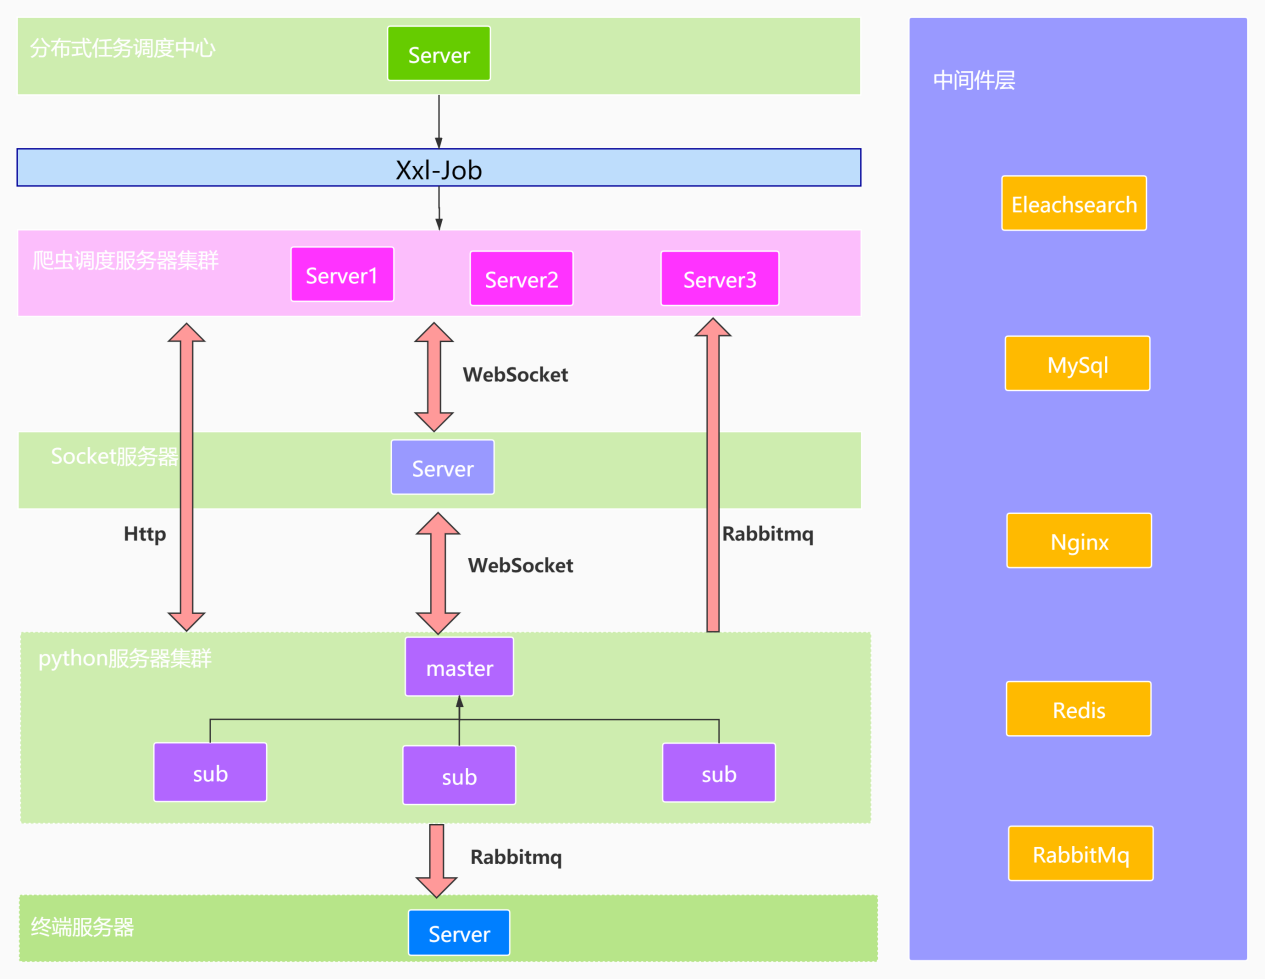 分布式任务调度中心
Server
Xxl-Job
爬虫调度服务器集群
Server1
Server2
Server3
WebSocket
Socket服务器
Server
Http
WebSocket
Rabbitmq
python服务器集群
master
sub
sub
sub
Rabbitmq
终端服务器
Server
中间件层
Eleachsearch
MySql
Nginx
Redis
RabbitMq